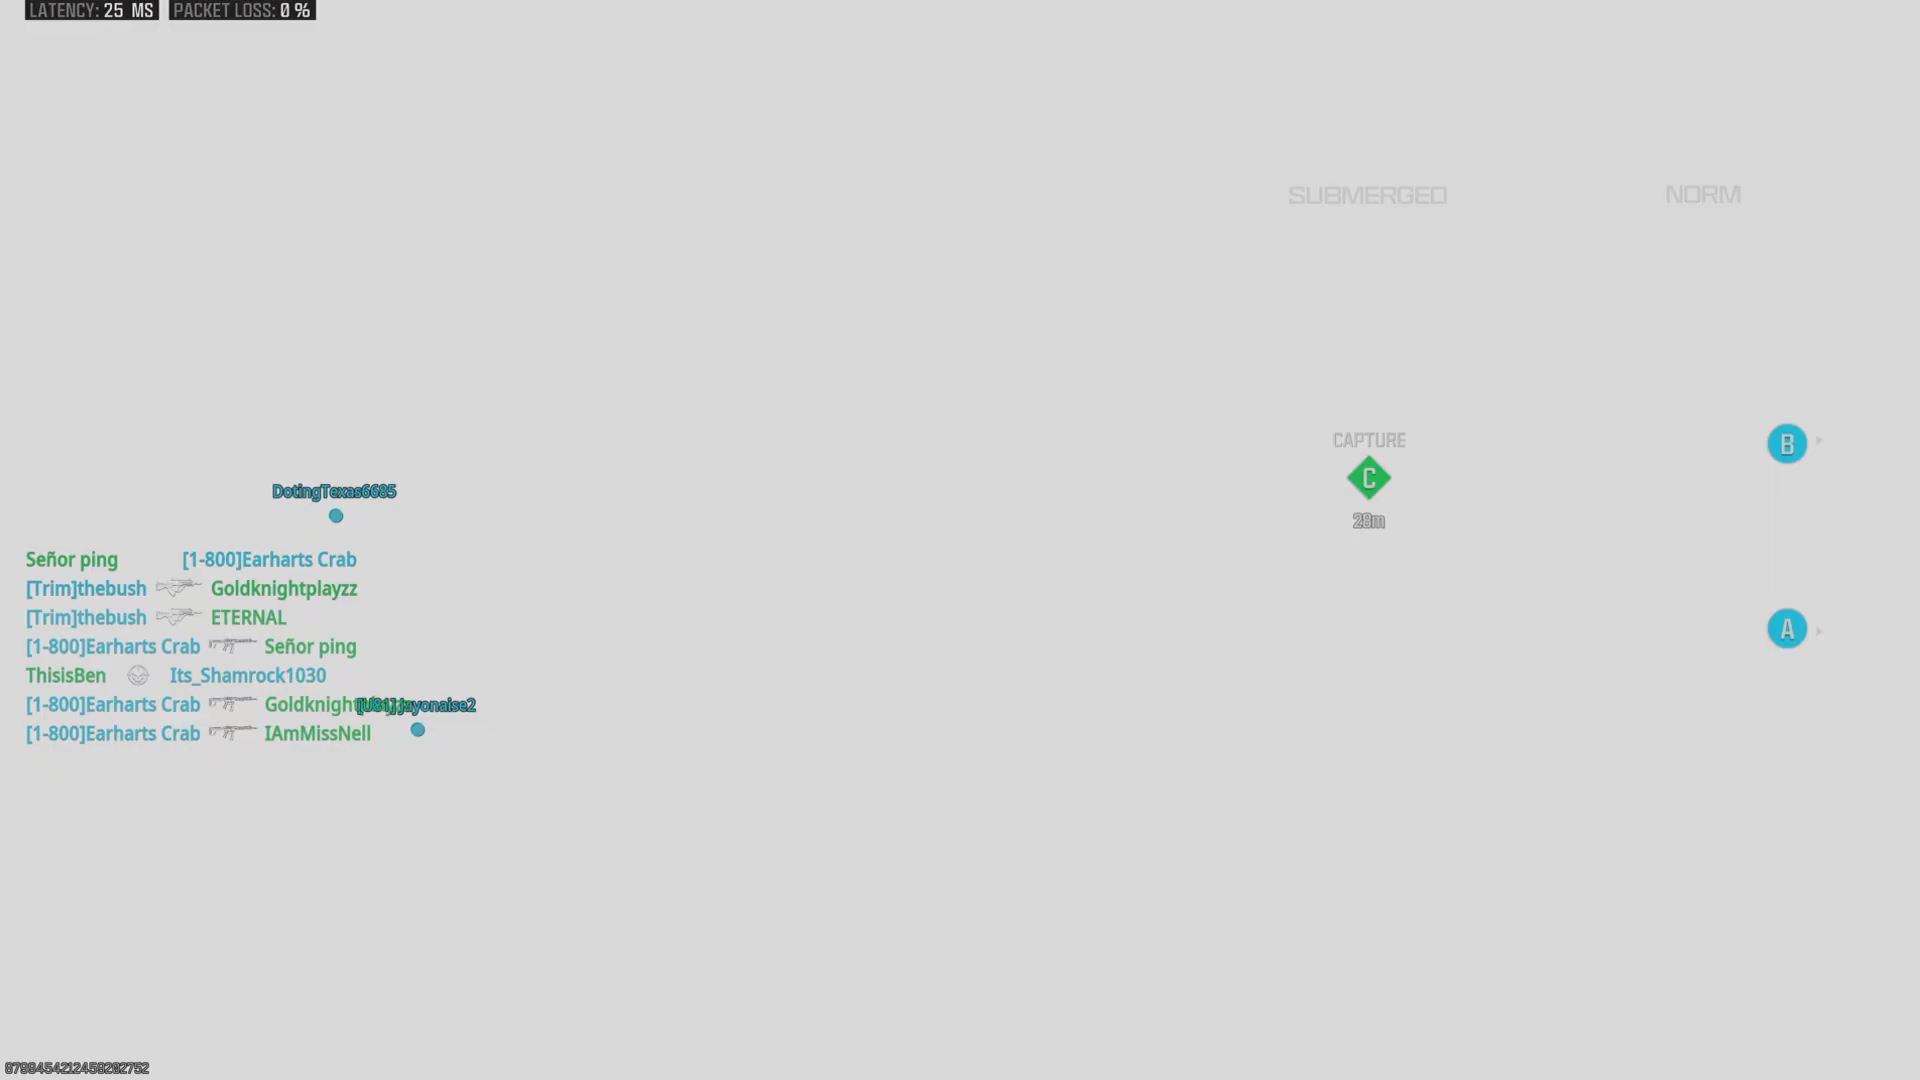 LATENCY: 25 MS PACKET LOSS: 0 %
SUBMERGED NORM
CAPTURE
C
28m
B
A
DotingTexas6685
Señor ping [1-800]Earharts Crab
[Trim]thebush Goldknightplayzz
[Trim]thebush ETERNAL
[1-800]Earharts Crab Señor ping
ThisisBen Its_Shamrock1030
[1-800]Earharts Crab
[1-800]Earharts Crab IAmMissNell